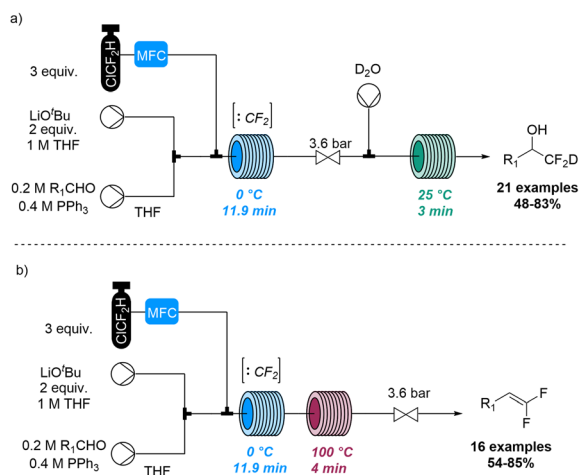 a)
ClCF₂H
MFC
3 equiv.
D₂O
LiOᵗBu
2 equiv.
1 M THF
[:CF₂]
3.6 bar
0.2 M R₁CHO
0.4 M PPh₃
THF
0 °C
11.9 min
25 °C
3 min
OH
R₁
CF₂D
21 examples
48-83%
b)
ClCF₂H
MFC
3 equiv.
LiOᵗBu
2 equiv.
1 M THF
[:CF₂]
3.6 bar
0.2 M R₁CHO
0.4 M PPh₃
THF
0 °C
11.9 min
100 °C
4 min
R₁
F
F
16 examples
54-85%